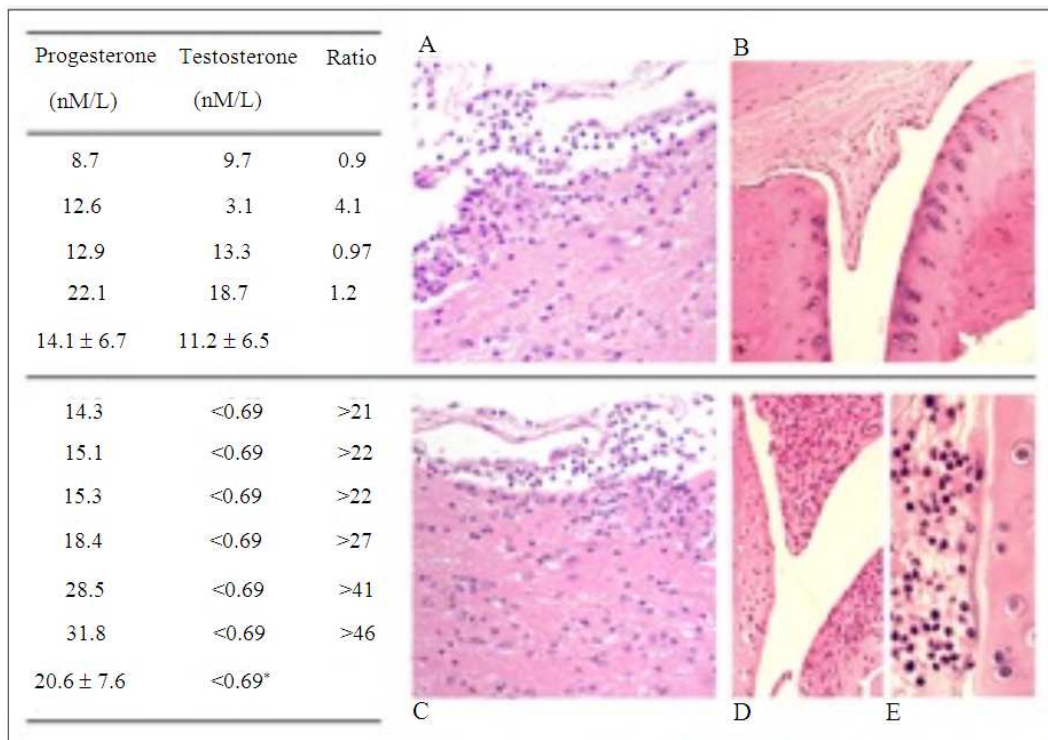 Progesterone Testosterone Ratio
(nM/L) (nM/L)
8.7 9.7 0.9
12.6 3.1 4.1
12.9 13.3 0.97
22.1 18.7 1.2
14.1 ± 6.7 11.2 ± 6.5
14.3 <0.69 >21
15.1 <0.69 >22
15.3 <0.69 >22
18.4 <0.69 >27
28.5 <0.69 >41
31.8 <0.69 >46
20.6 ± 7.6 <0.69*
A
B
C
D
E